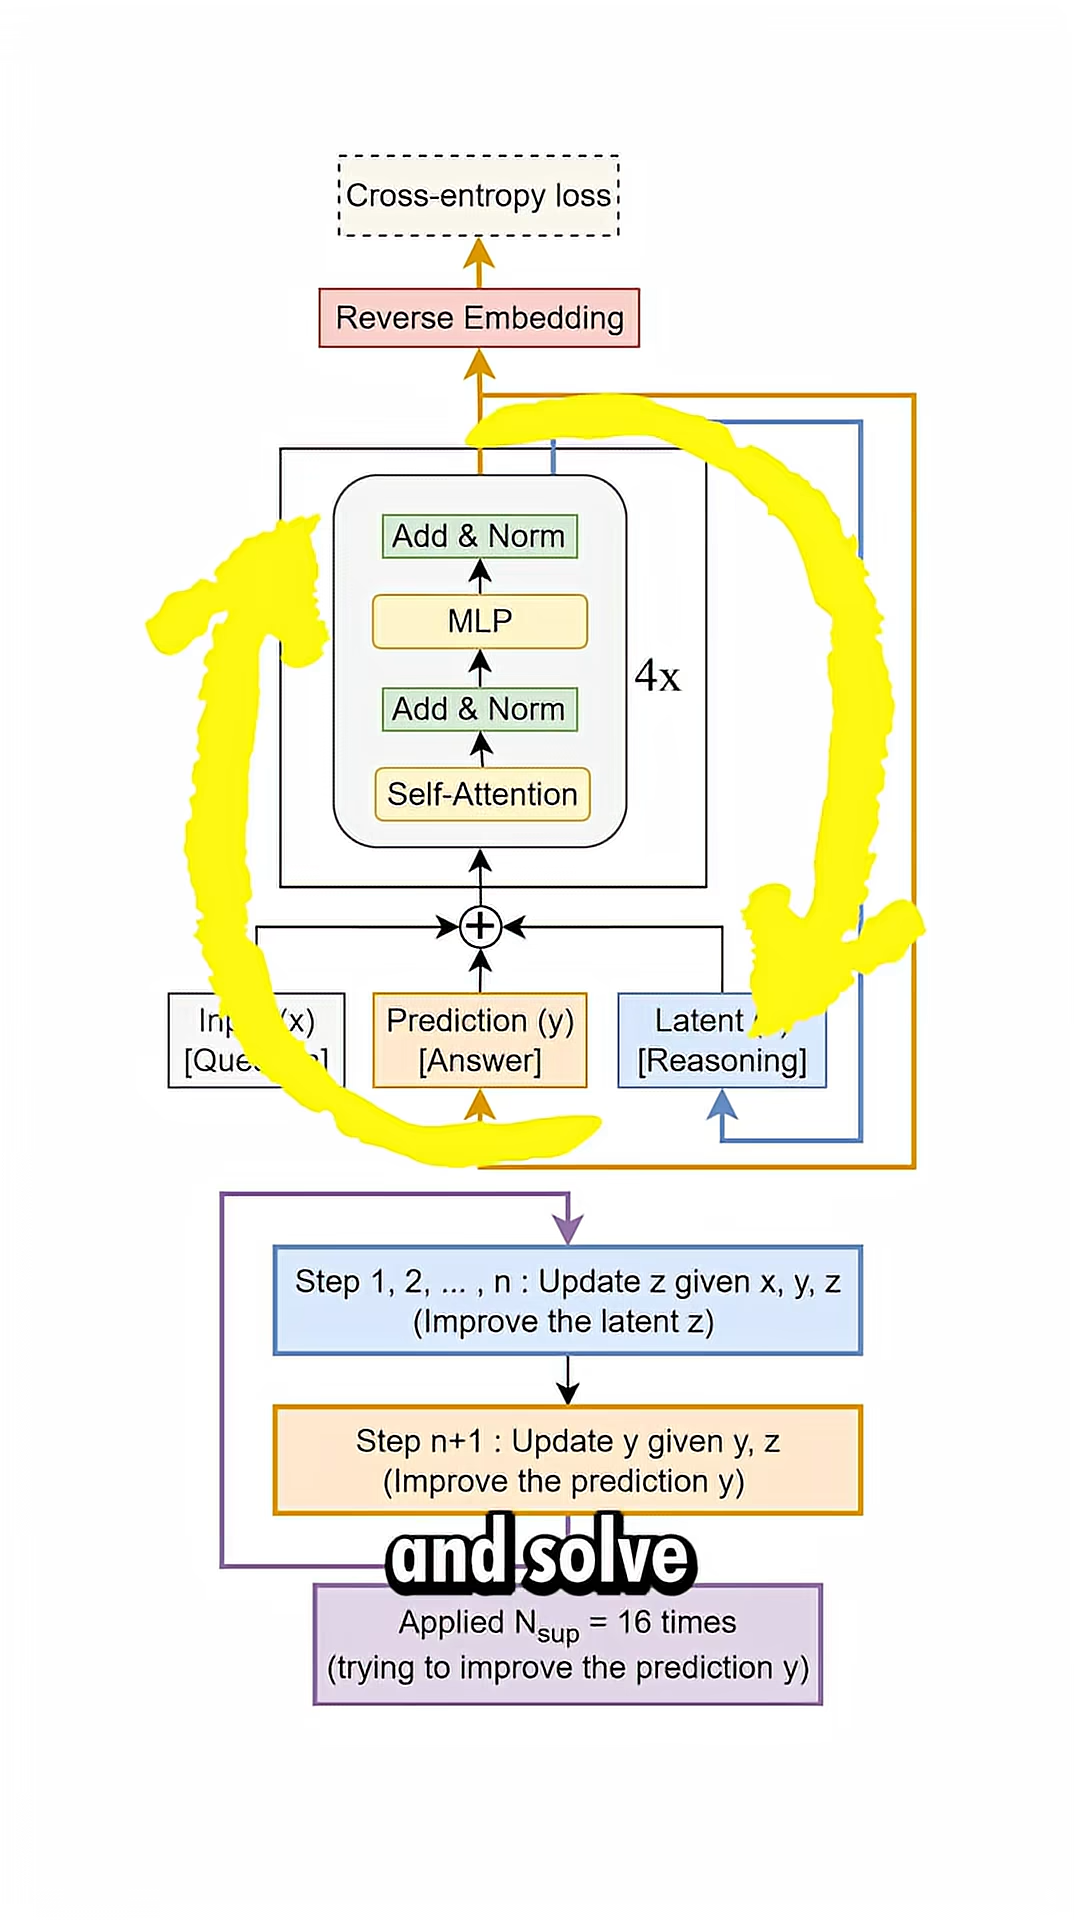 Cross-entropy loss
Reverse Embedding
Add & Norm
MLP
Add & Norm
4x
Self-Attention
+
(x)
Prediction (y)
[Answer]
Latent
[Reasoning]
Step 1, 2, ... , n : Update z given x, y, z
(Improve the latent z)
Step n+1 : Update y given y, z
(Improve the prediction y)
and solve
Applied Nsup = 16 times
(trying to improve the prediction y)